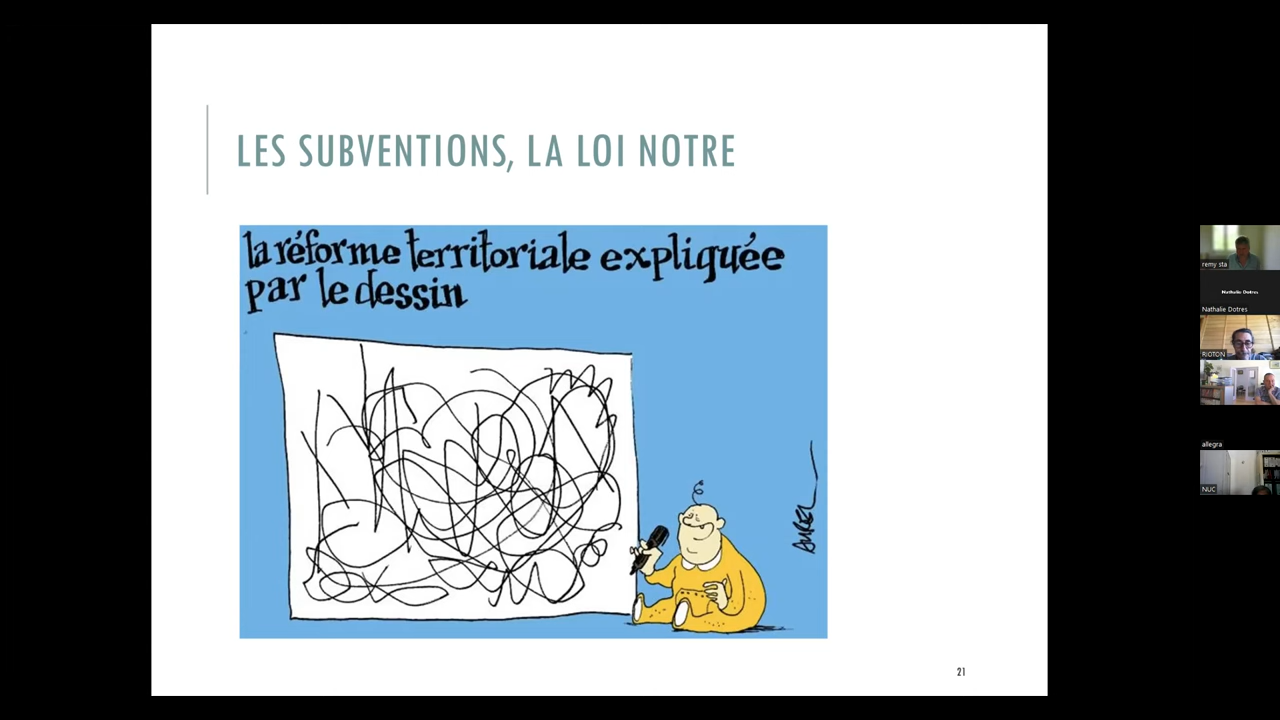 LES SUBVENTIONS, LA LOI NOTRE
la réforme territoriale expliquée
par le dessin
AUREL
21
remy sta
Nathalie Dotres
Nathalie Dotres
RIOTON
allegra
NUC